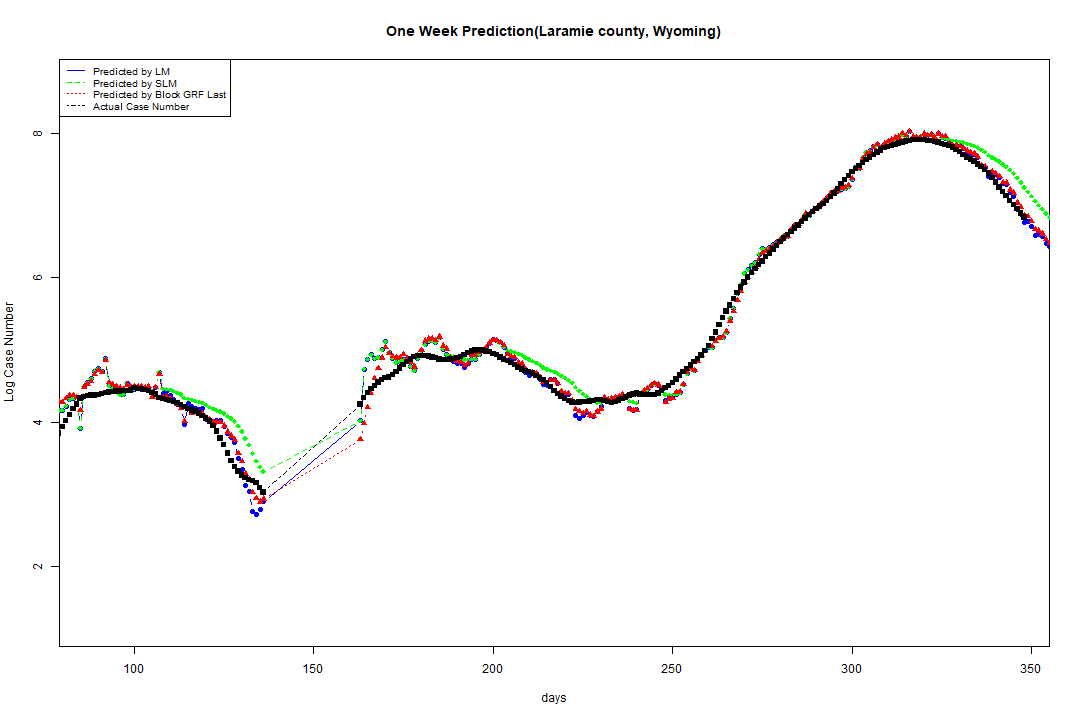 One Week Prediction(Laramie county, Wyoming)
Predicted by LM
Predicted by SLM
Predicted by Block GRF Last
Actual Case Number
8
6
4
2
Log Case Number
100 150 200 250 300 350
days